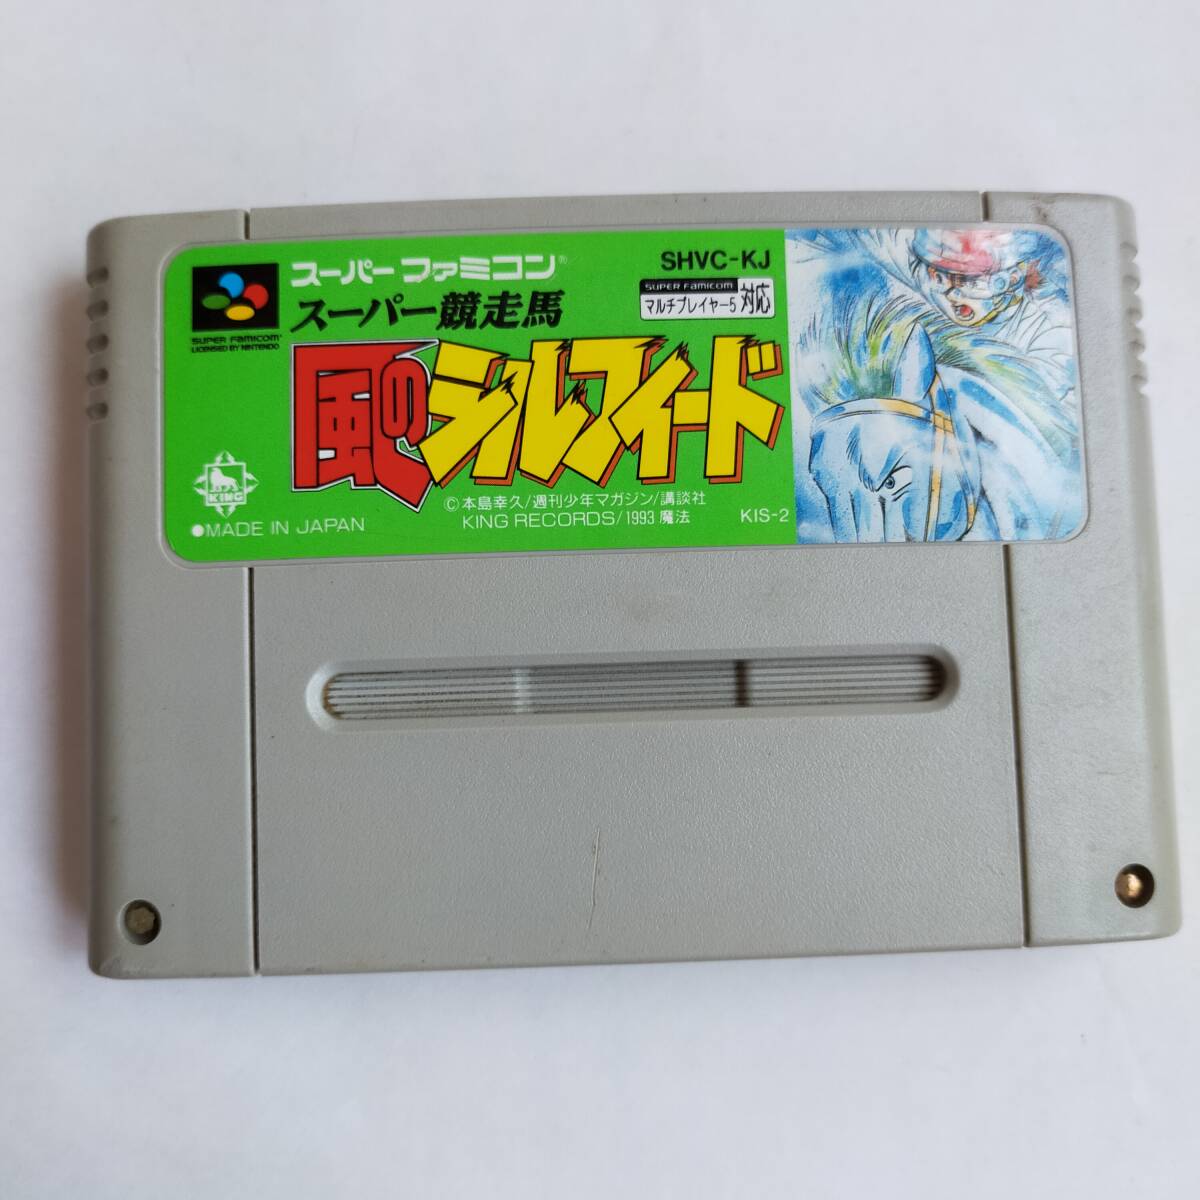 スーパーファミコン®
SHVC-KJ
スーパー競走馬
SUPER FAMICOM
マルチプレイヤー5対応
SUPER FAMICOM
LICENSED BY NINTENDO
風のシルフィード
KING
©本島幸久/週刊少年マガジン/講談社
KING RECORDS/1993 魔法
KIS-2
●MADE IN JAPAN